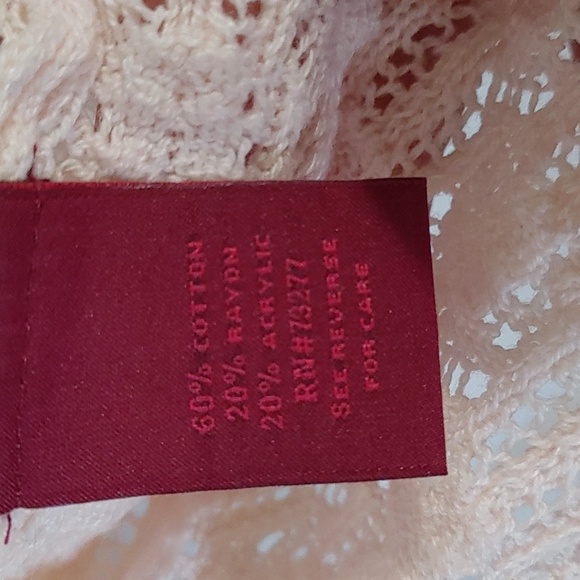 60% COTTON
20% RAYON
20% ACRYLIC
RN#73277
SEE REVERSE
FOR CARE